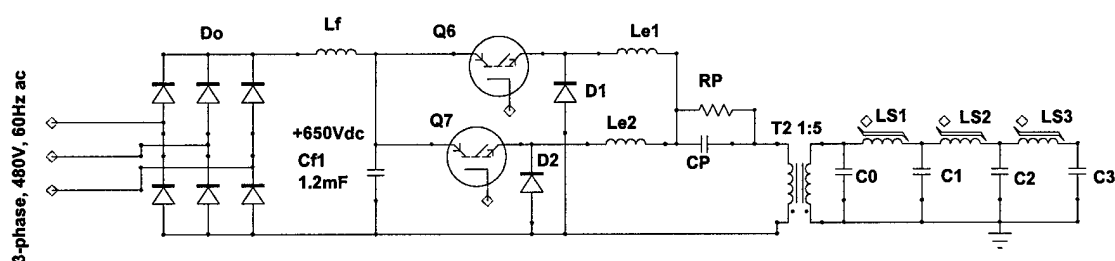 3-phase, 480V, 60Hz ac
Do
Lf
Q6
Le1
D1
RP
+650Vdc
Cf1
1.2mF
Q7
D2
Le2
CP
T2 1:5
LS1
LS2
LS3
C0
C1
C2
C3